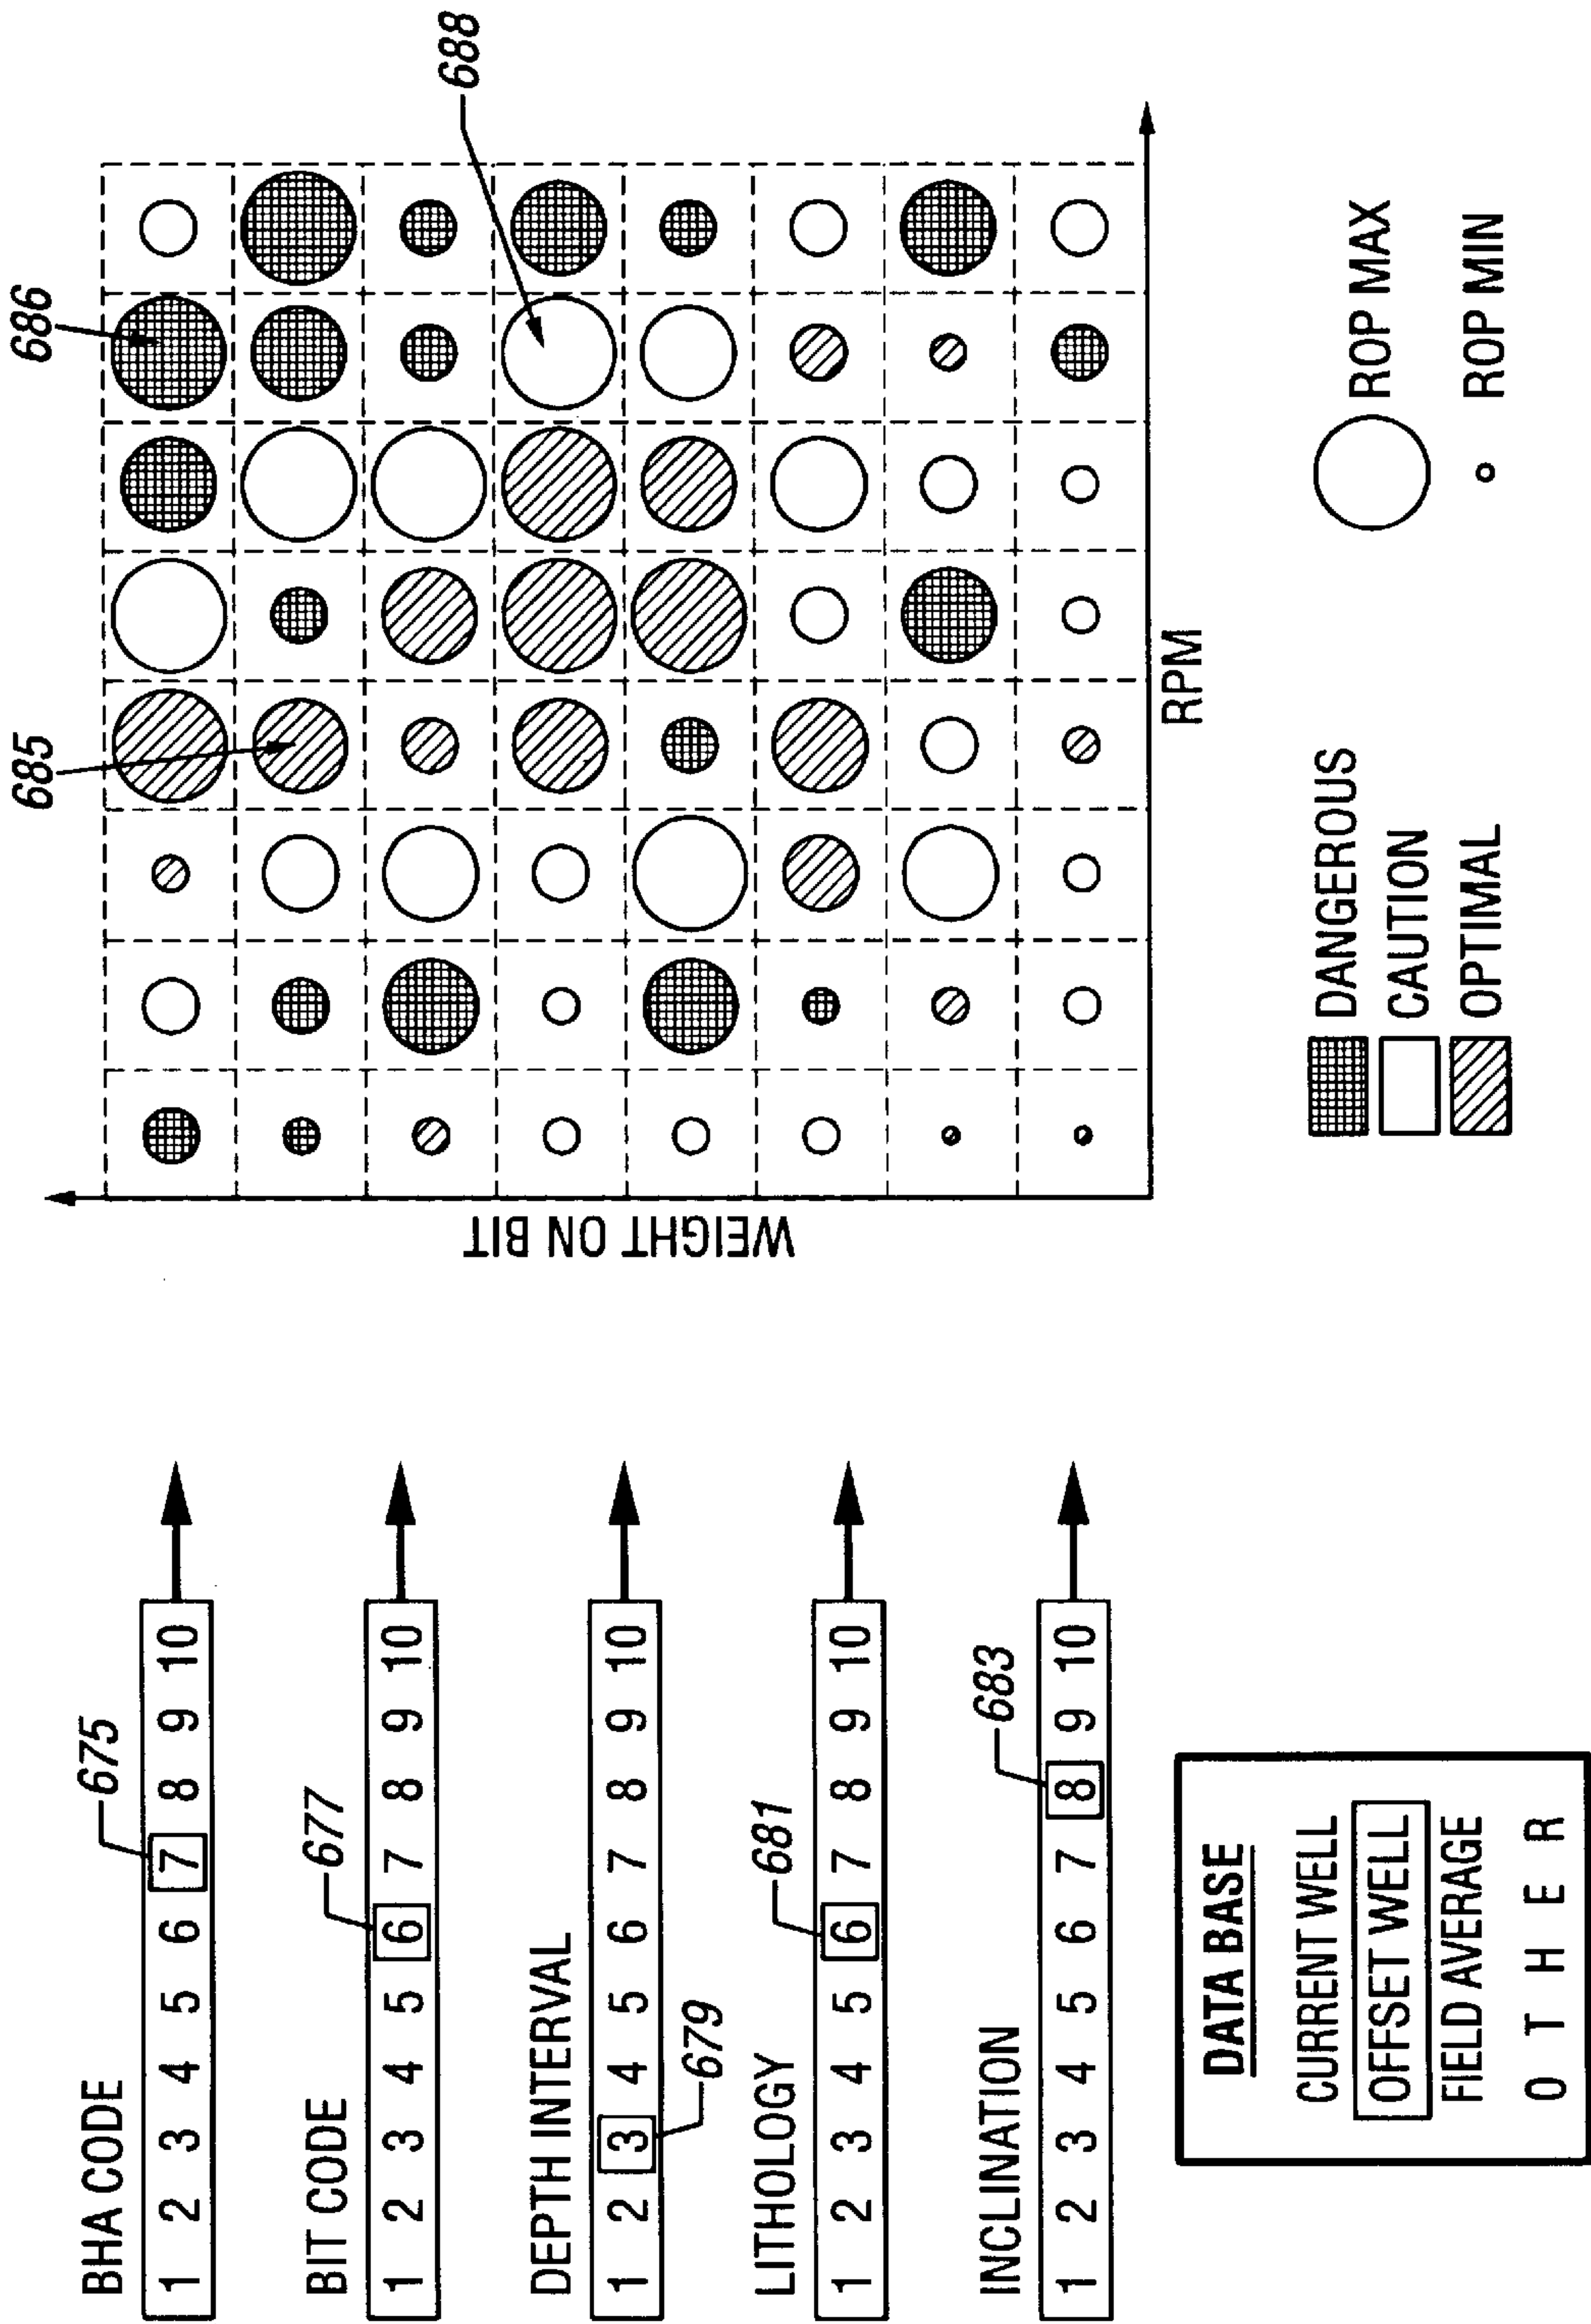 BHA CODE
675
1 2 3 4 5 6 7 8 9 10
BIT CODE
677
1 2 3 4 5 6 7 8 9 10
DEPTH INTERVAL
1 2 3 4 5 6 7 8 9 10
679
LITHOLOGY
681
1 2 3 4 5 6 7 8 9 10
INCLINATION
683
1 2 3 4 5 6 7 8 9 10
DATA BASE
CURRENT WELL
OFFSET WELL
FIELD AVERAGE
O T H E R
685
686
688
WEIGHT ON BIT
RPM
DANGEROUS
CAUTION
OPTIMAL
ROP MAX
ROP MIN